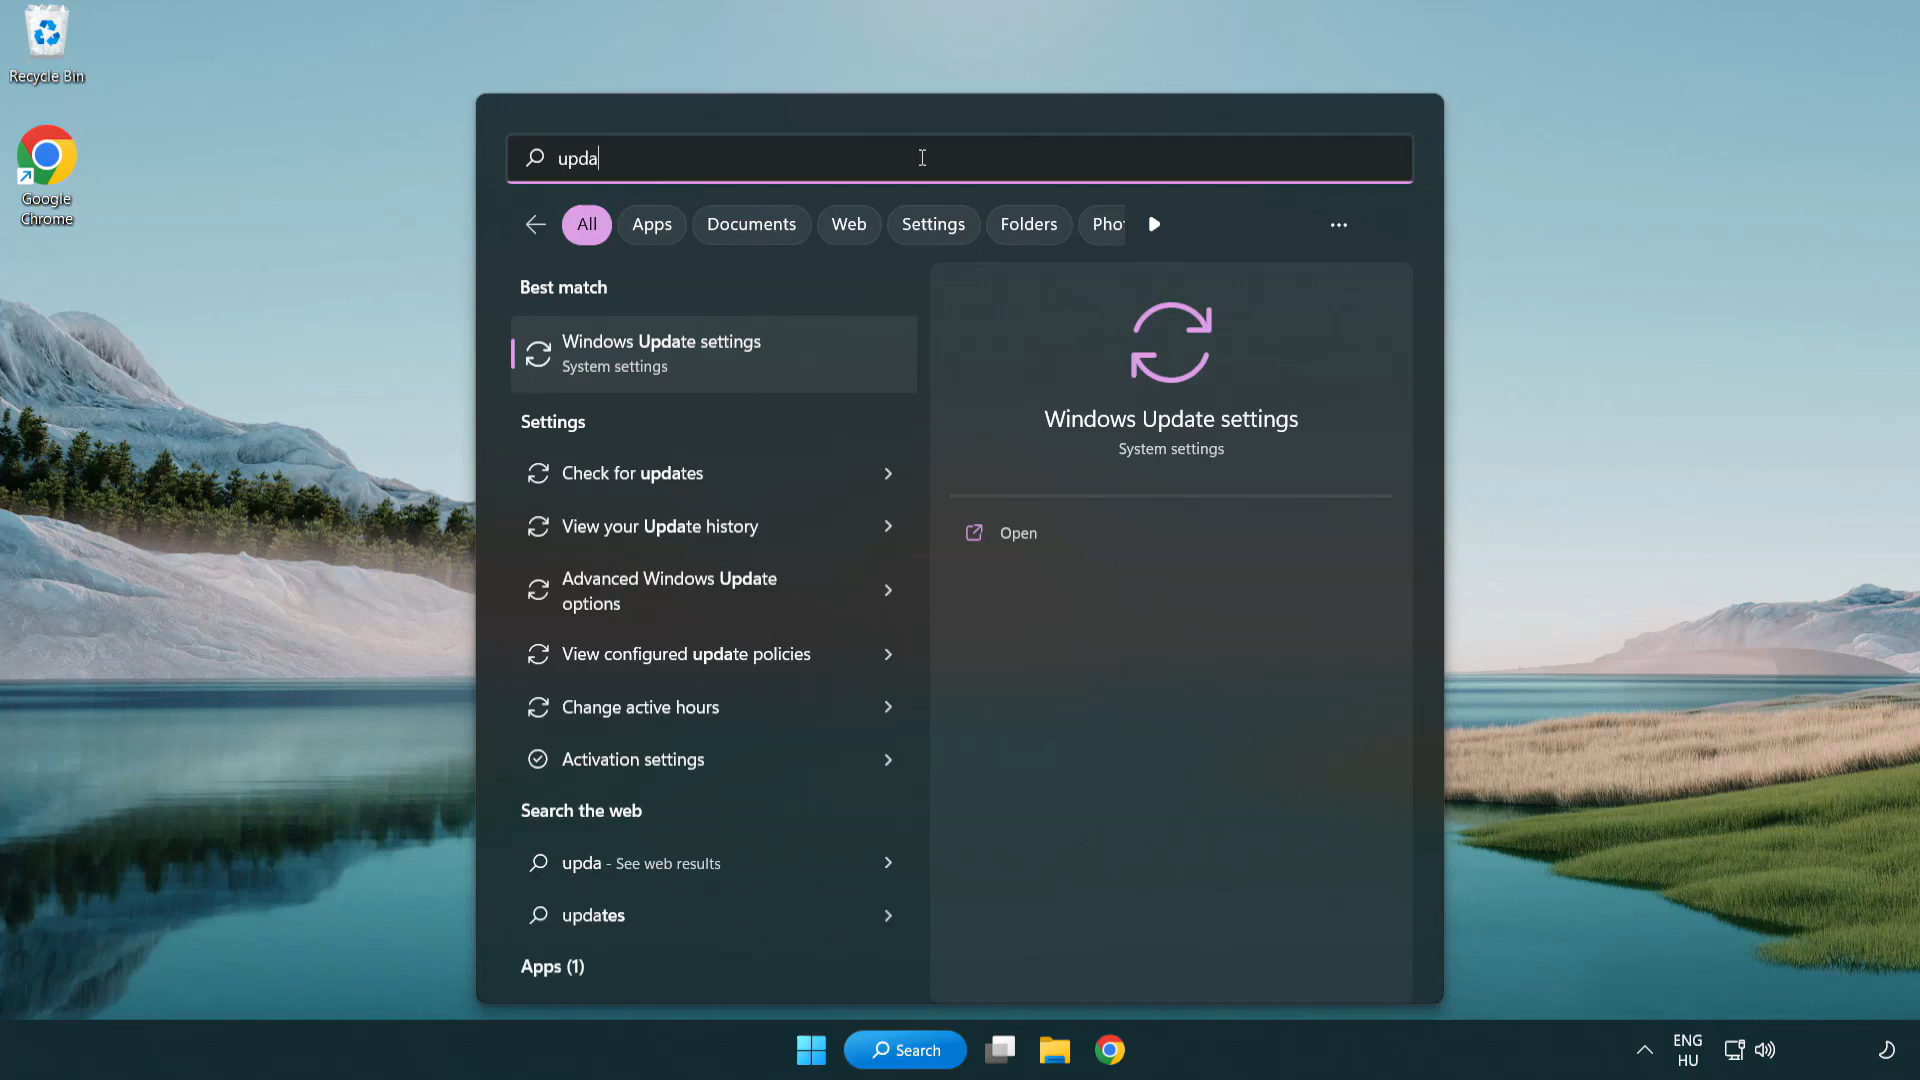 Recycle Bin
Google
Chrome
upda
All
Apps
Documents
Web
Settings
Folders
Pho
Best match
Windows Update settings
System settings
Settings
Check for updates
View your Update history
Advanced Windows Update
options
View configured update policies
Change active hours
Activation settings
Search the web
upda - See web results
updates
Apps (1)
Windows Update settings
System settings
Open
Search
ENG
HU